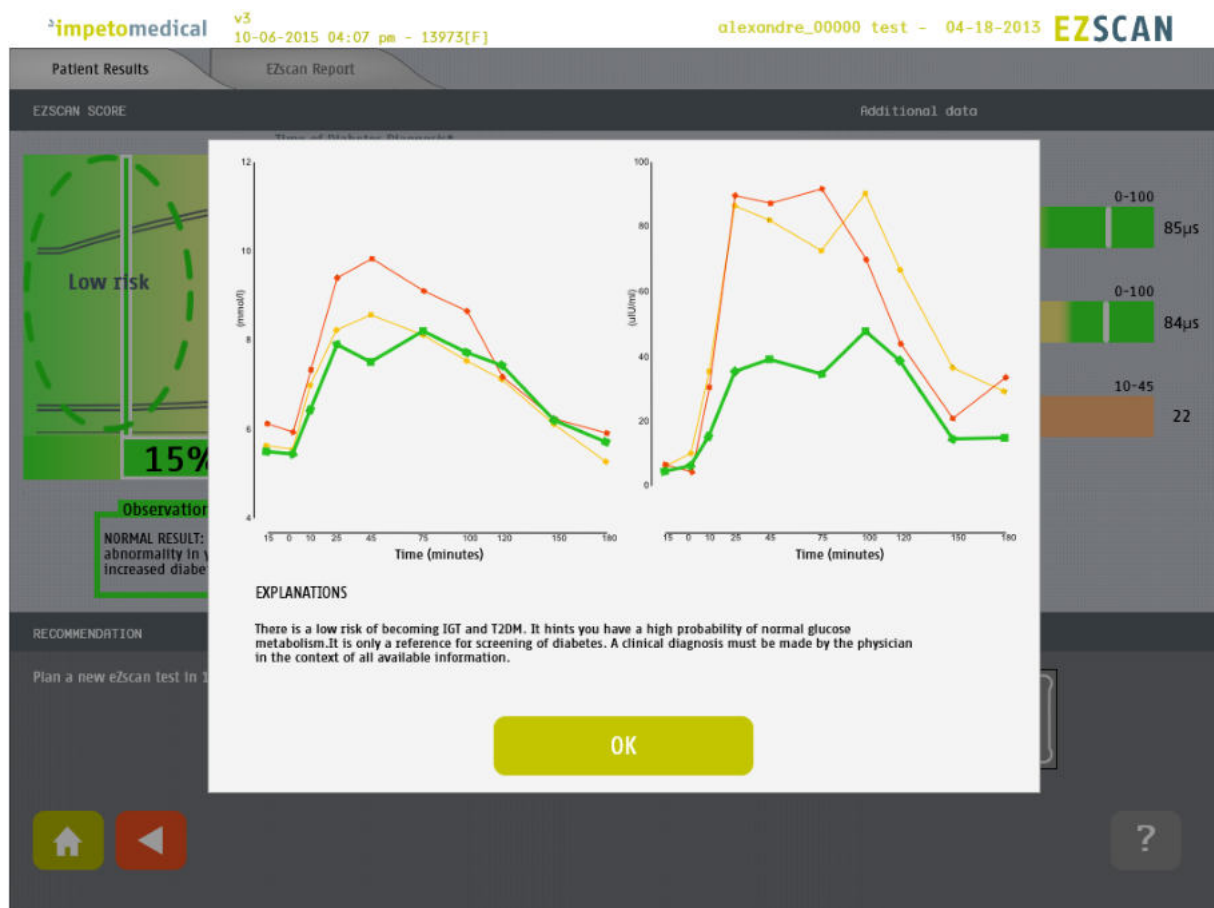 impetomedical
v3
10-06-2015 04:07 pm - 13973[F]
alexandre_00000 test - 04-18-2013
EZSCAN
Patient Results
EZscan Report
EZSCAN SCORE
Additional data
Time of Diabetes Diagnosis*
Low risk
15%
Observation
NORMAL RESULT:
abnormality in y
increased diabe
0-100
85µs
0-100
84µs
10-45
22
12
10
8
6
4
(mmol/l)
15 0 10 25 45 75 100 120 150 180
Time (minutes)
100
80
60
40
20
0
(uIU/ml)
15 0 10 25 45 75 100 120 150 180
Time (minutes)
EXPLANATIONS
There is a low risk of becoming IGT and T2DM. It hints you have a high probability of normal glucose
metabolism.It is only a reference for screening of diabetes. A clinical diagnosis must be made by the physician
in the context of all available information.
OK
RECOMMENDATION
Plan a new eZscan test in 1
?